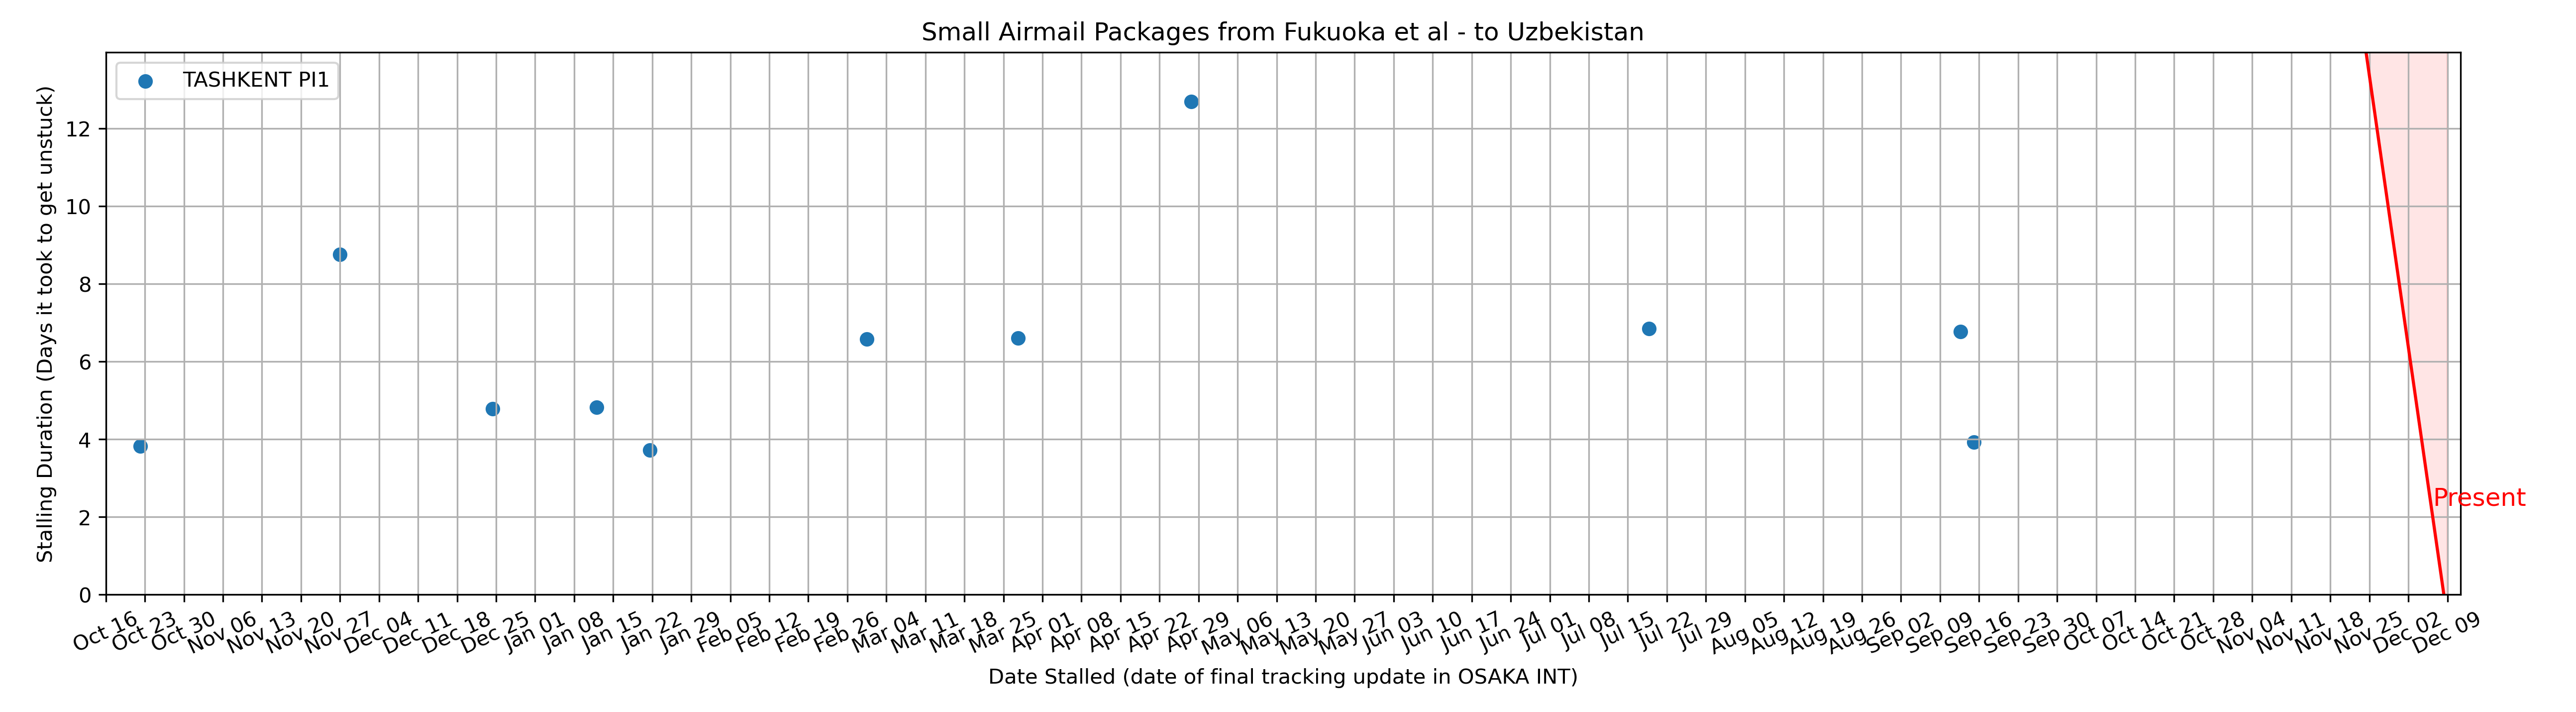 Small Airmail Packages from Fukuoka et al - to Uzbekistan
TASHKENT PI1
Stalling Duration (Days it took to get unstuck)
12
10
8
6
4
2
0
Present
Oct 16
Oct 23
Oct 30
Nov 06
Nov 13
Nov 20
Nov 27
Dec 04
Dec 11
Dec 18
Dec 25
Jan 01
Jan 08
Jan 15
Jan 22
Jan 29
Feb 05
Feb 12
Feb 19
Feb 26
Mar 04
Mar 11
Mar 18
Mar 25
Apr 01
Apr 08
Apr 15
Apr 22
Apr 29
May 06
May 13
May 20
May 27
Jun 03
Jun 10
Jun 17
Jun 24
Jul 01
Jul 08
Jul 15
Jul 22
Jul 29
Aug 05
Aug 12
Aug 19
Aug 26
Sep 02
Sep 09
Sep 16
Sep 23
Sep 30
Oct 07
Oct 14
Oct 21
Oct 28
Nov 04
Nov 11
Nov 18
Nov 25
Dec 02
Dec 09
Date Stalled (date of final tracking update in OSAKA INT)